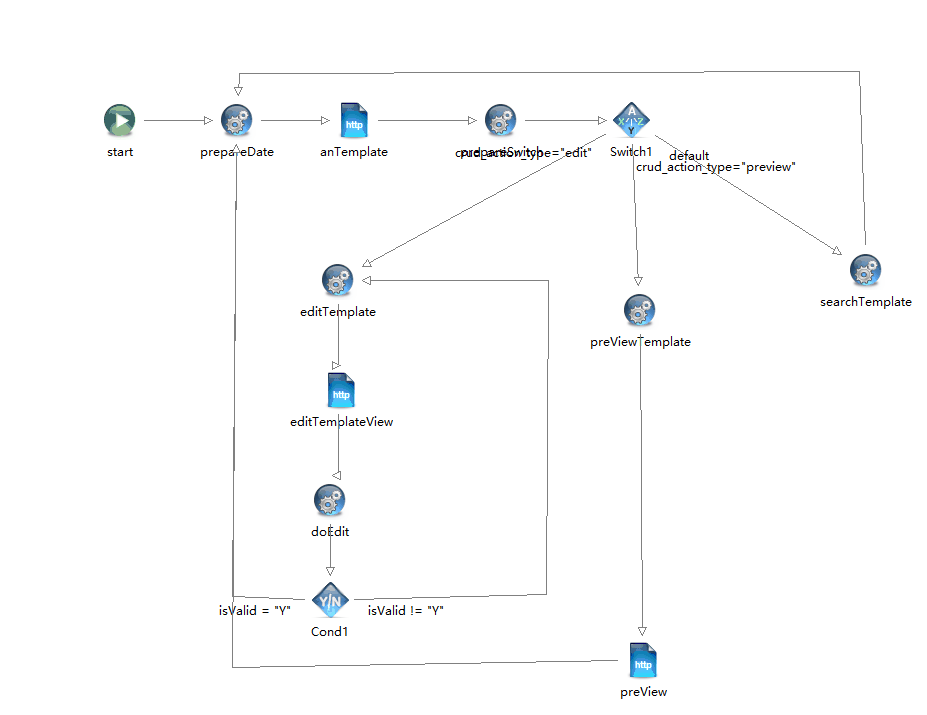 http
A
X Z
Y
start
prepareDate
anTemplate
prepareSwitch
crud_action_type="edit"
Switch1
default
crud_action_type="preview"
editTemplate
searchTemplate
preViewTemplate
http
editTemplateView
doEdit
Y/N
isValid = "Y"
isValid != "Y"
Cond1
http
preView